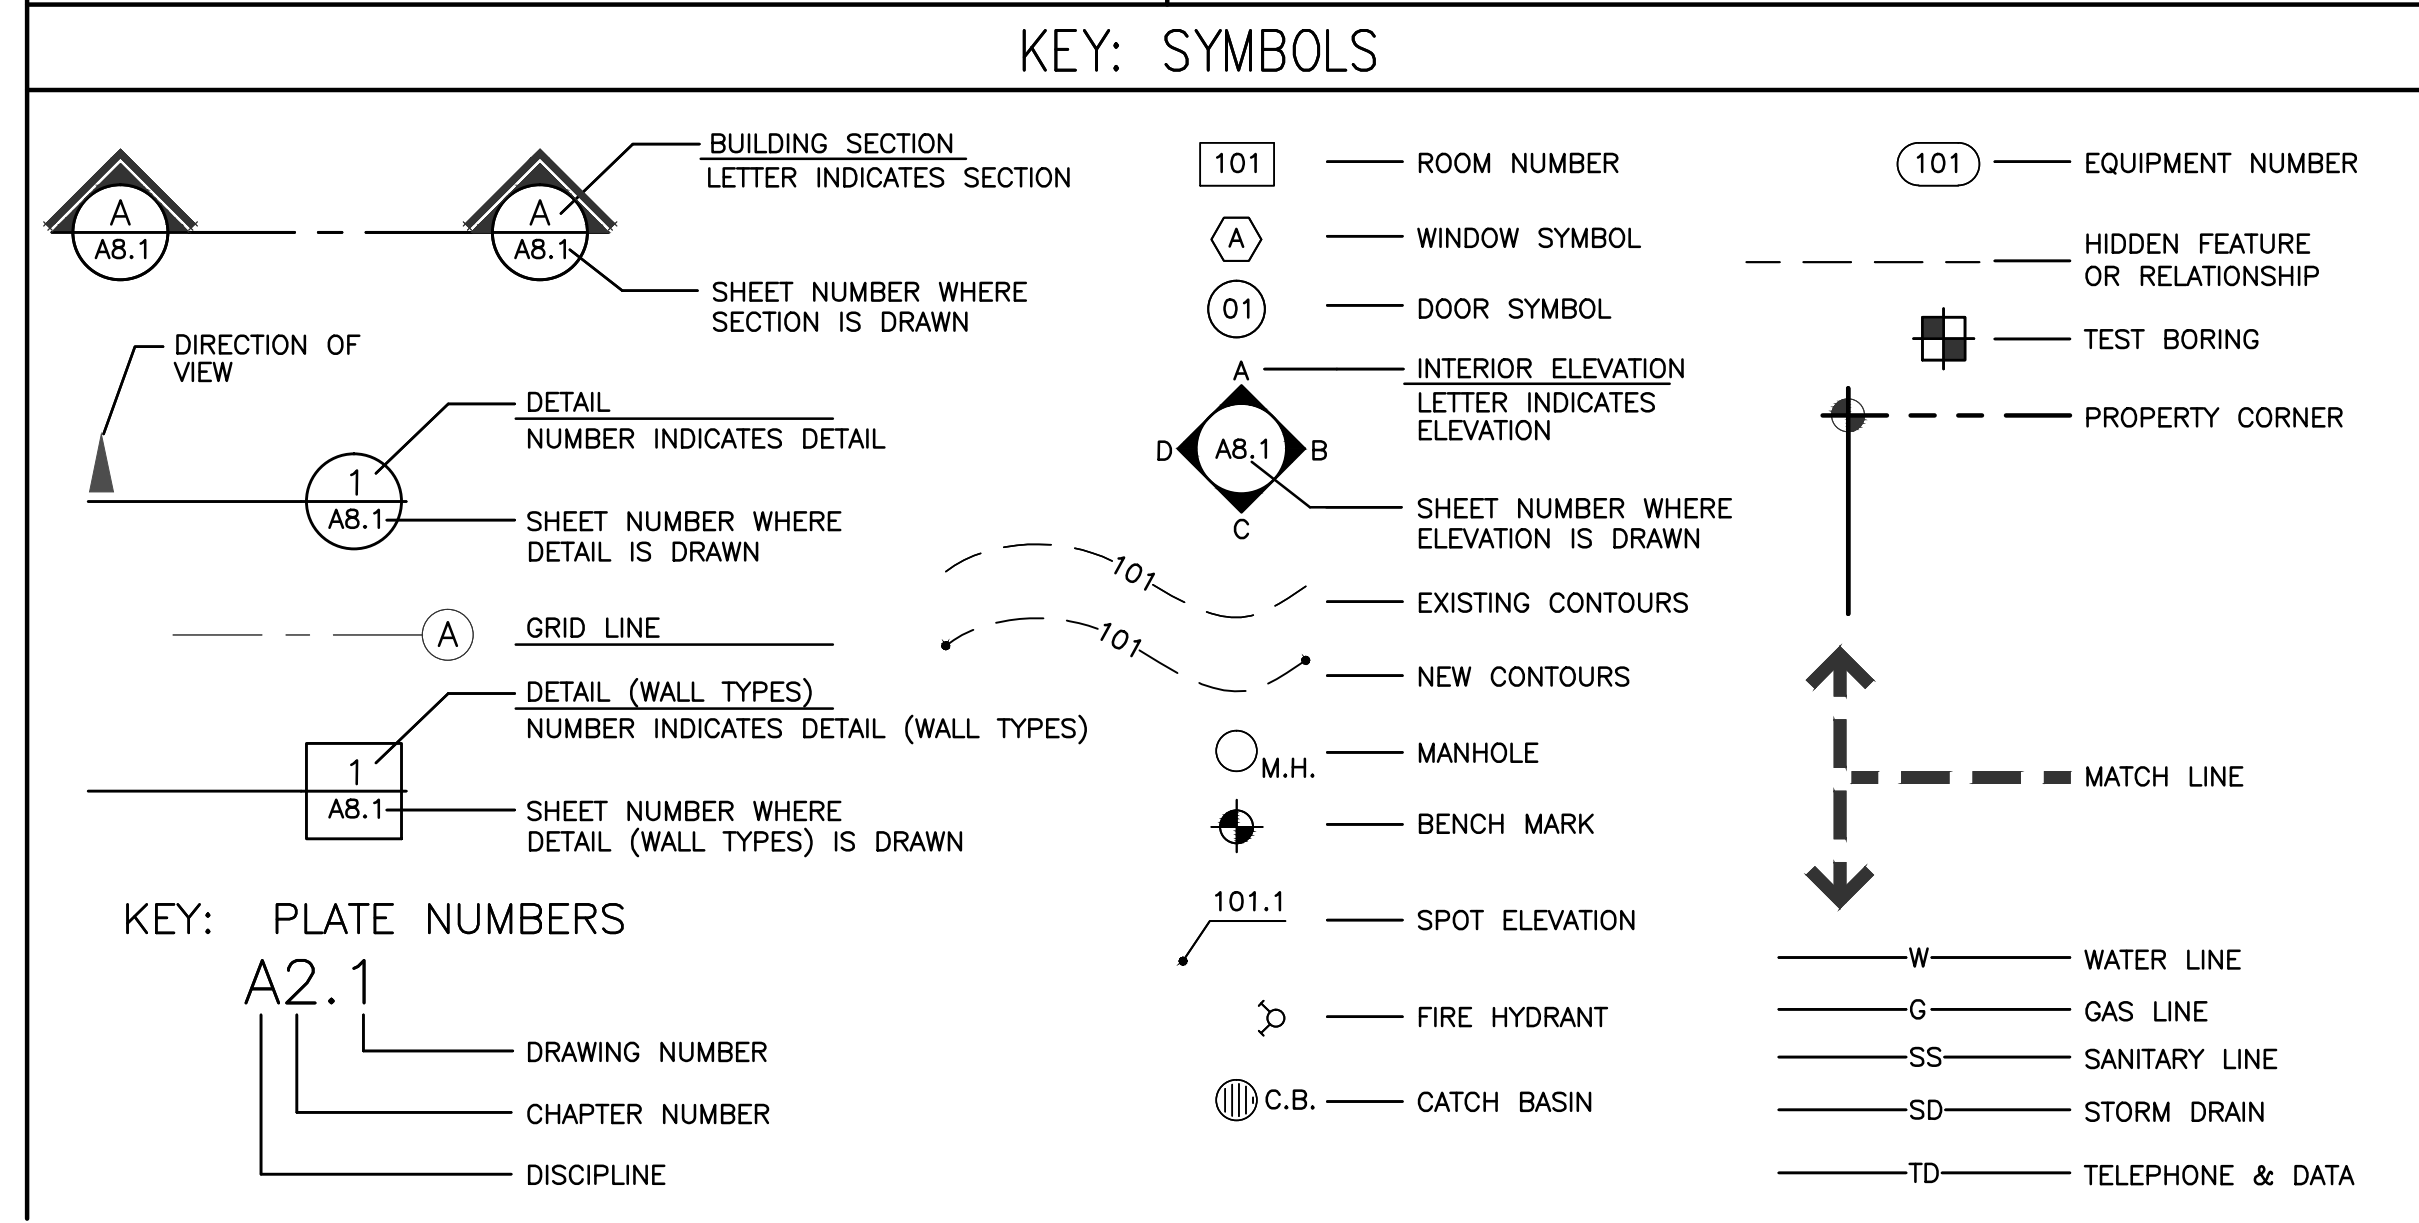 KEY: SYMBOLS
A
A8.1
A
A8.1
BUILDING SECTION
LETTER INDICATES SECTION
SHEET NUMBER WHERE
SECTION IS DRAWN
DIRECTION OF
VIEW
DETAIL
NUMBER INDICATES DETAIL
1
A8.1
SHEET NUMBER WHERE
DETAIL IS DRAWN
A
GRID LINE
DETAIL (WALL TYPES)
NUMBER INDICATES DETAIL (WALL TYPES)
1
A8.1
SHEET NUMBER WHERE
DETAIL (WALL TYPES) IS DRAWN
KEY: PLATE NUMBERS
A2.1
DRAWING NUMBER
CHAPTER NUMBER
DISCIPLINE
101
ROOM NUMBER
A
WINDOW SYMBOL
01
DOOR SYMBOL
A
INTERIOR ELEVATION
LETTER INDICATES
ELEVATION
D
A8.1
B
C
SHEET NUMBER WHERE
ELEVATION IS DRAWN
101
EXISTING CONTOURS
101
NEW CONTOURS
M.H.
MANHOLE
BENCH MARK
101.1
SPOT ELEVATION
FIRE HYDRANT
C.B.
CATCH BASIN
101
EQUIPMENT NUMBER
HIDDEN FEATURE
OR RELATIONSHIP
TEST BORING
PROPERTY CORNER
MATCH LINE
W
WATER LINE
G
GAS LINE
SS
SANITARY LINE
SD
STORM DRAIN
TD
TELEPHONE & DATA